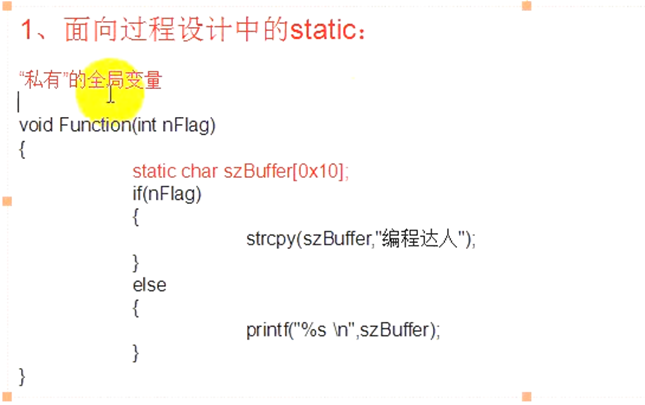 1、面向过程设计中的static：
“私有”的全局变量
void Function(int nFlag)
{
static char szBuffer[0x10];
if(nFlag)
{
strcpy(szBuffer,"编程达人");
}
else
{
printf("%s \n",szBuffer);
}
}